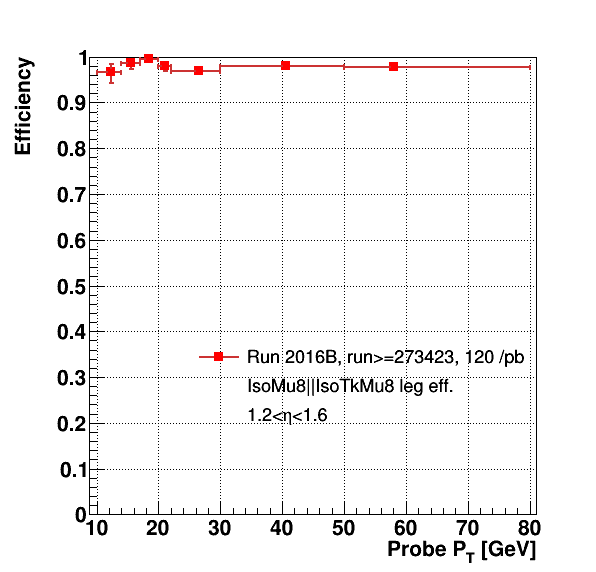 Efficiency
1
0.9
0.8
0.7
0.6
0.5
0.4
0.3
0.2
0.1
0
Run 2016B, run>=273423, 120 /pb
IsoMu8||IsoTkMu8 leg eff.
1.2<η<1.6
10 20 30 40 50 60 70 80
Probe P_T [GeV]